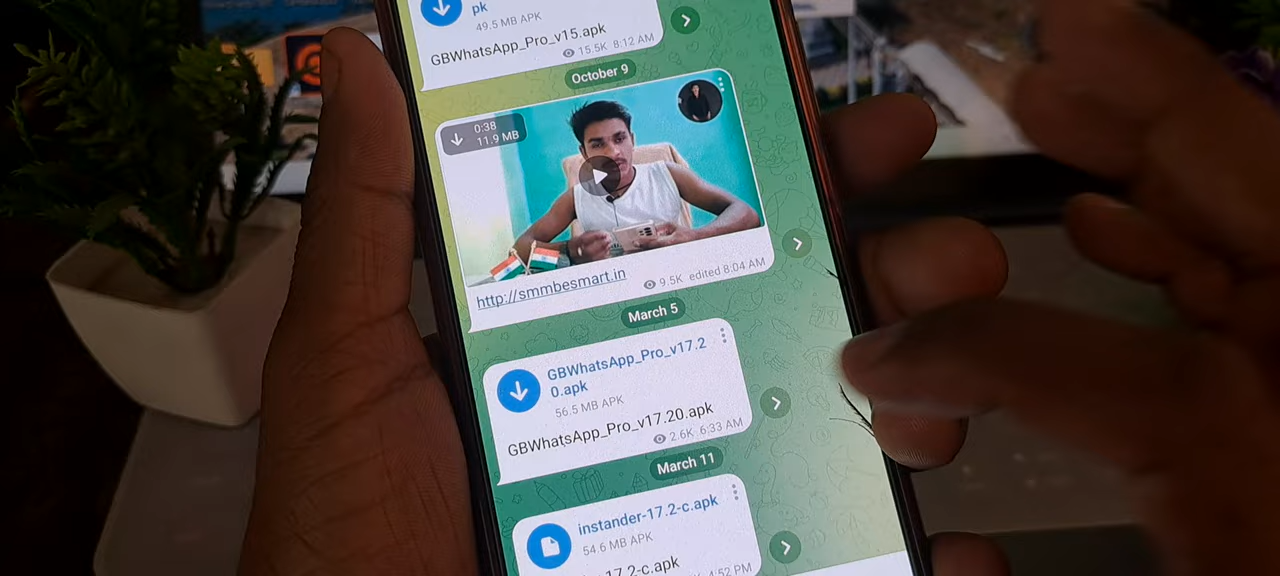 pk
49.5 MB APK
GBWhatsApp_Pro_v15.apk
15.5K 8:12 AM
October 9
0:38
11.9 MB
http://smmbesmart.in
9.5K edited 8:04 AM
March 5
GBWhatsApp_Pro_v17.2
0.apk
56.5 MB APK
GBWhatsApp_Pro_v17.20.apk
2.6K 6:33 AM
March 11
instander-17.2-c.apk
54.6 MB APK
17.2-c.apk
4:52 PM